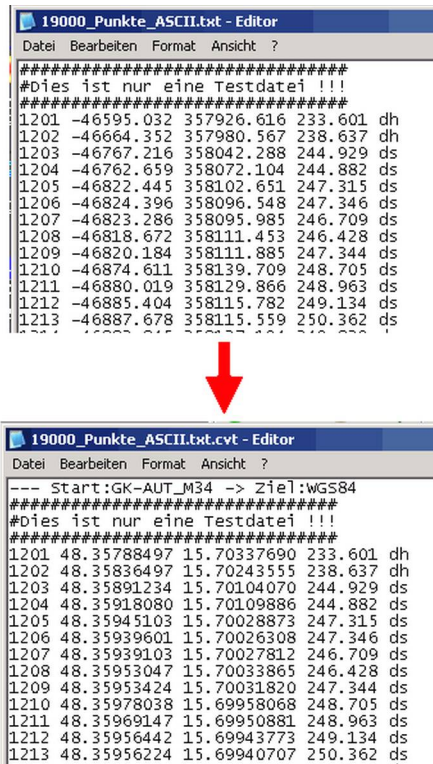 19000_Punkte_ASCII.txt - Editor
Datei Bearbeiten Format Ansicht ?
################################
#Dies ist nur eine Testdatei !!!
################################
1201 -46595.032 357926.616 233.601 dh
1202 -46664.352 357980.567 238.637 dh
1203 -46767.216 358042.288 244.929 ds
1204 -46762.659 358072.104 244.882 ds
1205 -46822.445 358102.651 247.315 ds
1206 -46824.396 358096.548 247.346 ds
1207 -46823.286 358095.985 246.709 ds
1208 -46818.672 358111.453 246.428 ds
1209 -46820.184 358111.885 247.344 ds
1210 -46874.611 358139.709 248.705 ds
1211 -46880.019 358129.866 248.963 ds
1212 -46885.404 358115.782 249.134 ds
1213 -46887.678 358115.559 250.362 ds
19000_Punkte_ASCII.txt.cvt - Editor
Datei Bearbeiten Format Ansicht ?
--- Start:GK-AUT_M34 -> Ziel:WGS84
################################
#Dies ist nur eine Testdatei !!!
################################
1201 48.35788497 15.70337690 233.601 dh
1202 48.35836497 15.70243555 238.637 dh
1203 48.35891234 15.70104070 244.929 ds
1204 48.35918080 15.70109886 244.882 ds
1205 48.35945103 15.70028873 247.315 ds
1206 48.35939601 15.70026308 247.346 ds
1207 48.35939103 15.70027812 246.709 ds
1208 48.35953047 15.70033865 246.428 ds
1209 48.35953424 15.70031820 247.344 ds
1210 48.35978038 15.69958068 248.705 ds
1211 48.35969147 15.69950881 248.963 ds
1212 48.35956442 15.69943773 249.134 ds
1213 48.35956224 15.69940707 250.362 ds